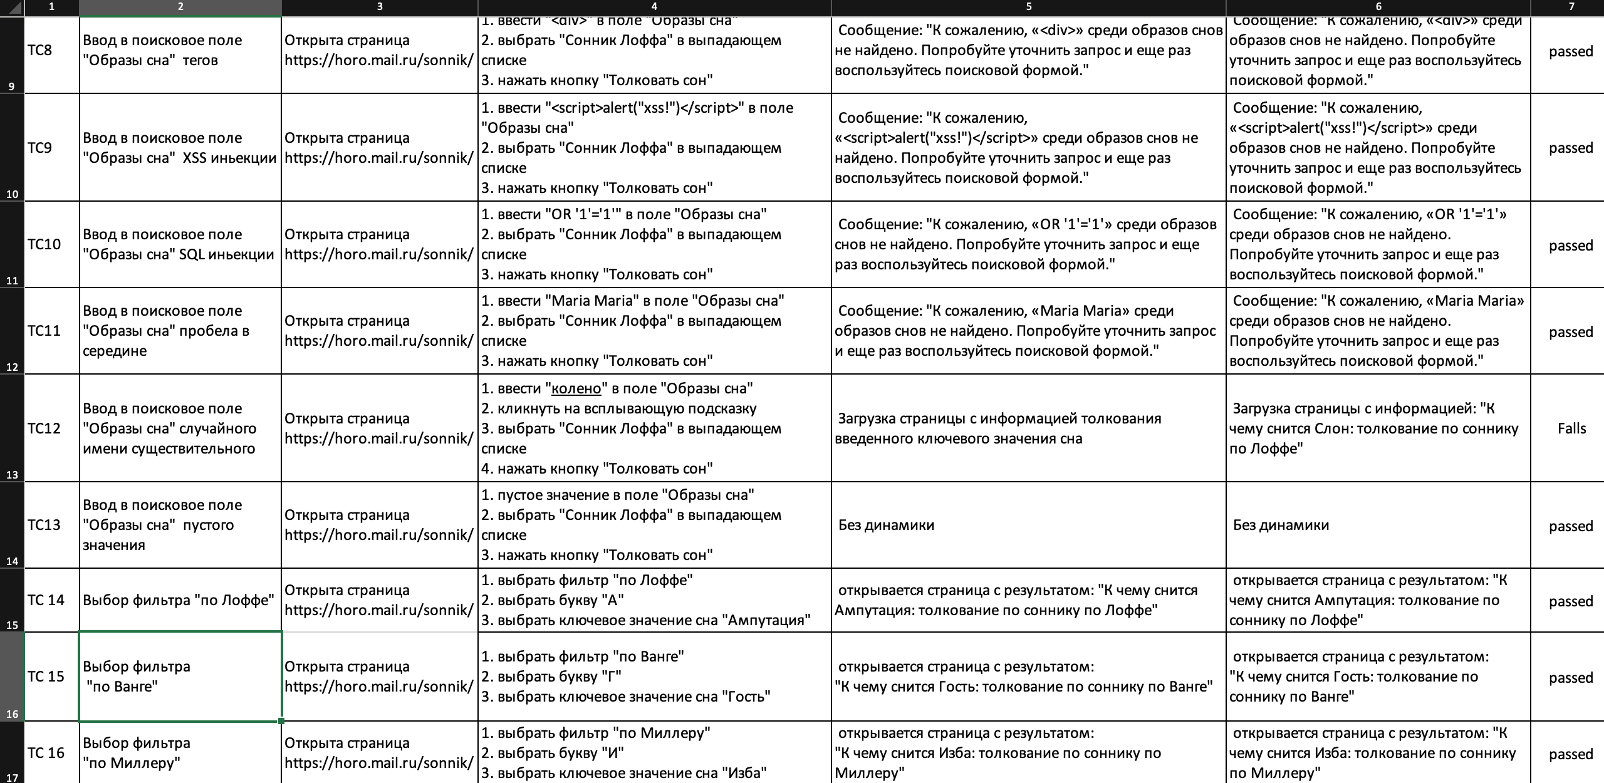 1 2 3 4 5 6 7
9
TC8
Ввод в поисковое поле
"Образы сна"  тегов
Открыта страница
https://horo.mail.ru/sonnik/
1. ввести "<div>" в поле "Образы сна"
2. выбрать "Сонник Лоффа" в выпадающем
списке
3. нажать кнопку "Толковать сон"
Сообщение: "К сожалению, «<div>» среди образов снов
не найдено. Попробуйте уточнить запрос и еще раз
воспользуйтесь поисковой формой."
Сообщение: "К сожалению, «<div>» среди
образов снов не найдено. Попробуйте
уточнить запрос и еще раз воспользуйтесь
поисковой формой."
passed
10
TC9
Ввод в поисковое поле
"Образы сна"  XSS иньекции
Открыта страница
https://horo.mail.ru/sonnik/
1. ввести "<script>alert("xss!")</script>" в поле
"Образы сна"
2. выбрать "Сонник Лоффа" в выпадающем
списке
3. нажать кнопку "Толковать сон"
Сообщение: "К сожалению,
«<script>alert("xss!")</script>» среди образов снов не
найдено. Попробуйте уточнить запрос и еще раз
воспользуйтесь поисковой формой."
Сообщение: "К сожалению,
«<script>alert("xss!")</script>» среди
образов снов не найдено. Попробуйте
уточнить запрос и еще раз воспользуйтесь
поисковой формой."
passed
11
TC10
Ввод в поисковое поле
"Образы сна" SQL иньекции
Открыта страница
https://horo.mail.ru/sonnik/
1. ввести "OR '1'='1'" в поле "Образы сна"
2. выбрать "Сонник Лоффа" в выпадающем
списке
3. нажать кнопку "Толковать сон"
Сообщение: "К сожалению, «OR '1'='1'» среди образов
снов не найдено. Попробуйте уточнить запрос и еще
раз воспользуйтесь поисковой формой."
Сообщение: "К сожалению, «OR '1'='1'»
среди образов снов не найдено.
Попробуйте уточнить запрос и еще раз
воспользуйтесь поисковой формой."
passed
12
TC11
Ввод в поисковое поле
"Образы сна" пробела в
середине
Открыта страница
https://horo.mail.ru/sonnik/
1. ввести "Maria Maria" в поле "Образы сна"
2. выбрать "Сонник Лоффа" в выпадающем
списке
3. нажать кнопку "Толковать сон"
Сообщение: "К сожалению, «Maria Maria» среди
образов снов не найдено. Попробуйте уточнить запрос
и еще раз воспользуйтесь поисковой формой."
Сообщение: "К сожалению, «Maria Maria»
среди образов снов не найдено.
Попробуйте уточнить запрос и еще раз
воспользуйтесь поисковой формой."
passed
13
TC12
Ввод в поисковое поле
"Образы сна" случайного
имени существительного
Открыта страница
https://horo.mail.ru/sonnik/
1. ввести "колено" в поле "Образы сна"
2. кликнуть на всплывающую подсказку
3. выбрать "Сонник Лоффа" в выпадающем
списке
4. нажать кнопку "Толковать сон"
Загрузка страницы с информацией толкования
введенного ключевого значения сна
Загрузка страницы с информацией: "К
чему снится Слон: толкование по соннику
по Лоффе"
Falls
14
TC13
Ввод в поисковое поле
"Образы сна"  пустого
значения
Открыта страница
https://horo.mail.ru/sonnik/
1. пустое значение в поле "Образы сна"
2. выбрать "Сонник Лоффа" в выпадающем
списке
3. нажать кнопку "Толковать сон"
Без динамики
Без динамики
passed
15
TC 14
Выбор фильтра "по Лоффе"
Открыта страница
https://horo.mail.ru/sonnik/
1. выбрать фильтр "по Лоффе"
2. выбрать букву "А"
3. выбрать ключевое значение сна "Ампутация"
открывается страница с результатом: "К чему снится
Ампутация: толкование по соннику по Лоффе"
открывается страница с результатом: "К
чему снится Ампутация: толкование по
соннику по Лоффе"
passed
16
TC 15
Выбор фильтра
"по Ванге"
Открыта страница
https://horo.mail.ru/sonnik/
1. выбрать фильтр "по Ванге"
2. выбрать букву "Г"
3. выбрать ключевое значение сна "Гость"
открывается страница с результатом:
"К чему снится Гость: толкование по соннику по Ванге"
открывается страница с результатом:
"К чему снится Гость: толкование по
соннику по Ванге"
passed
17
TC 16
Выбор фильтра
"по Миллеру"
Открыта страница
https://horo.mail.ru/sonnik/
1. выбрать фильтр "по Миллеру"
2. выбрать букву "И"
3. выбрать ключевое значение сна "Изба"
открывается страница с результатом:
"К чему снится Изба: толкование по соннику по
Миллеру"
открывается страница с результатом: "К
чему снится Изба: толкование по соннику
по Миллеру"
passed